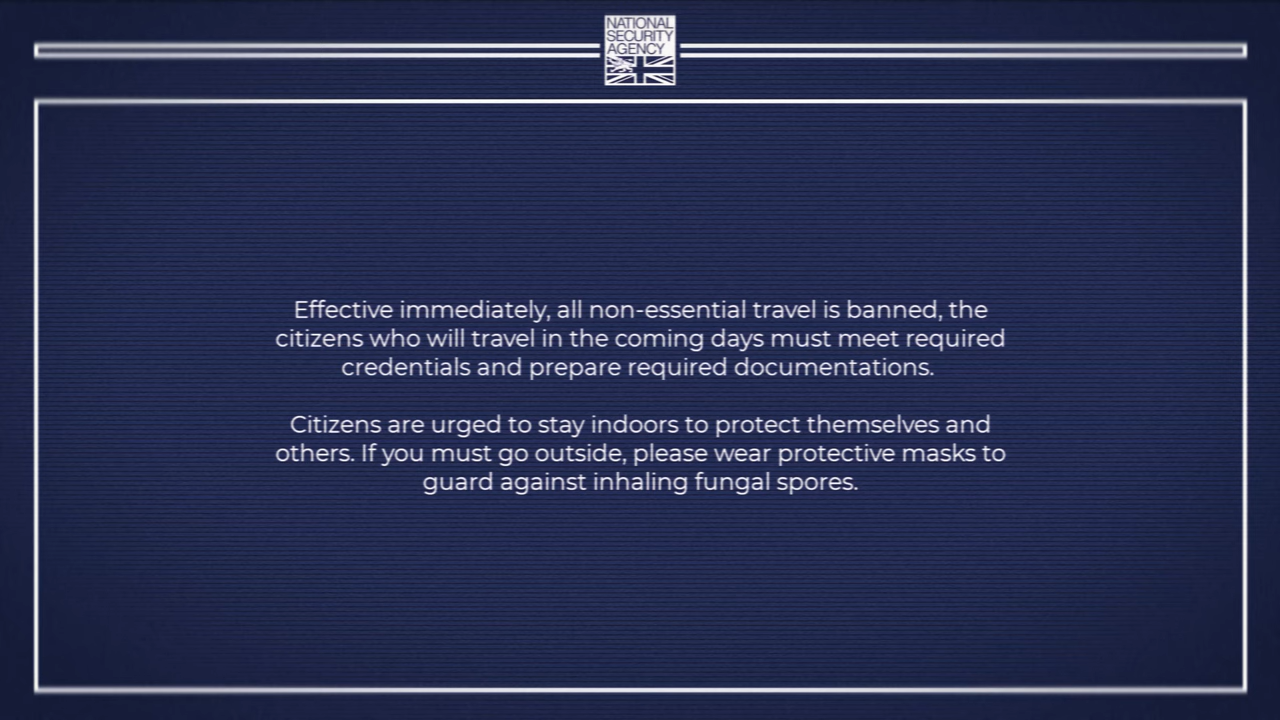 NATIONAL
SECURITY
AGENCY
Effective immediately, all non-essential travel is banned, the
citizens who will travel in the coming days must meet required
credentials and prepare required documentations.
Citizens are urged to stay indoors to protect themselves and
others. If you must go outside, please wear protective masks to
guard against inhaling fungal spores.